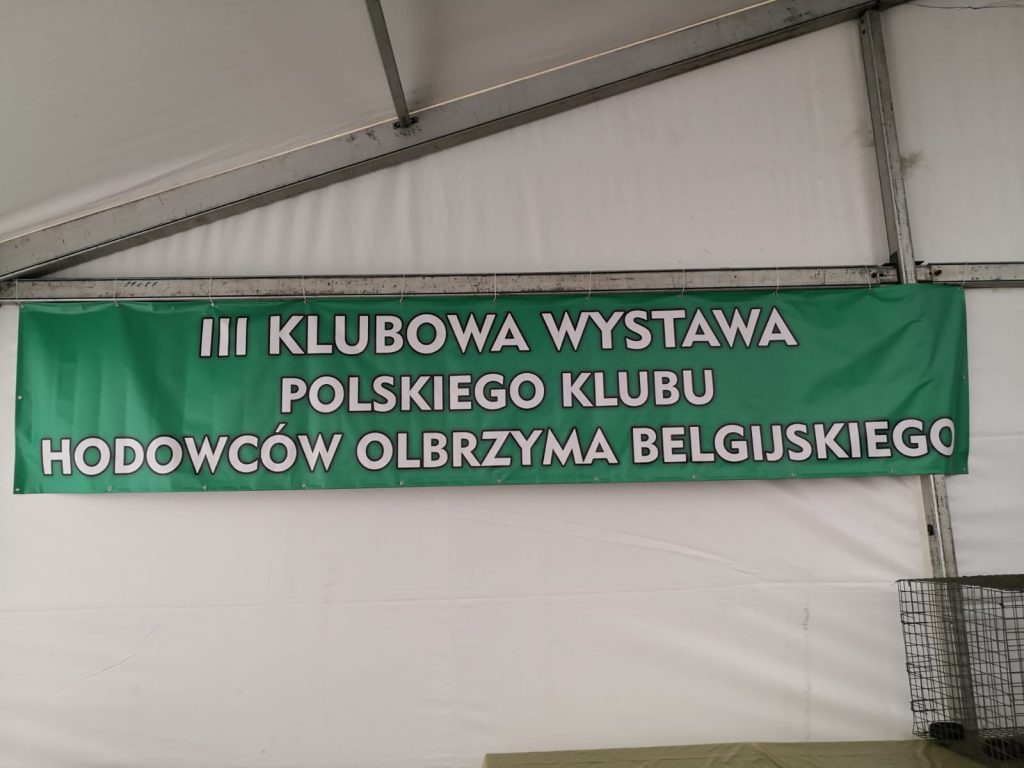 III KLUBOWA WYSTAWA
POLSKIEGO KLUBU
HODOWCÓW OLBRZYMA BELGIJSKIEGO